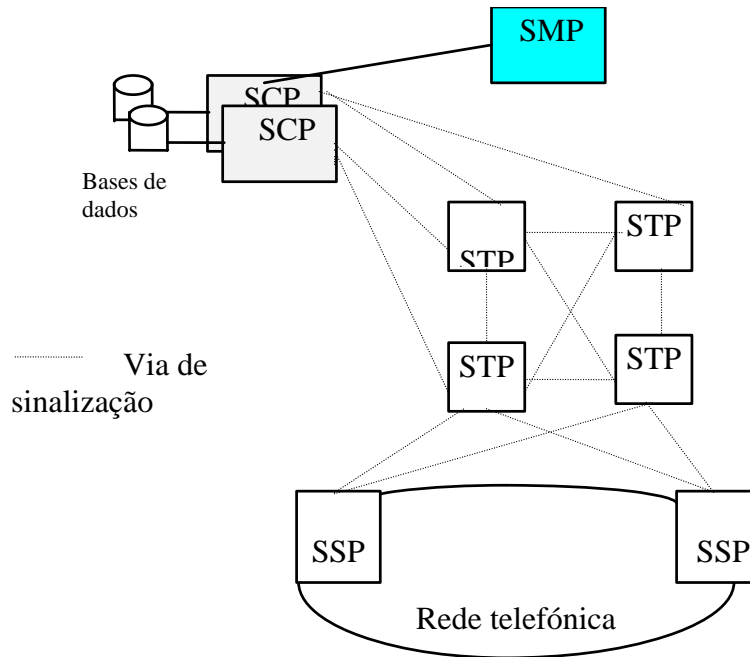 SMP
SCP
SCP
Bases de
dados
STP
STP
STP
STP
Via de
sinalização
SSP
SSP
Rede telefónica